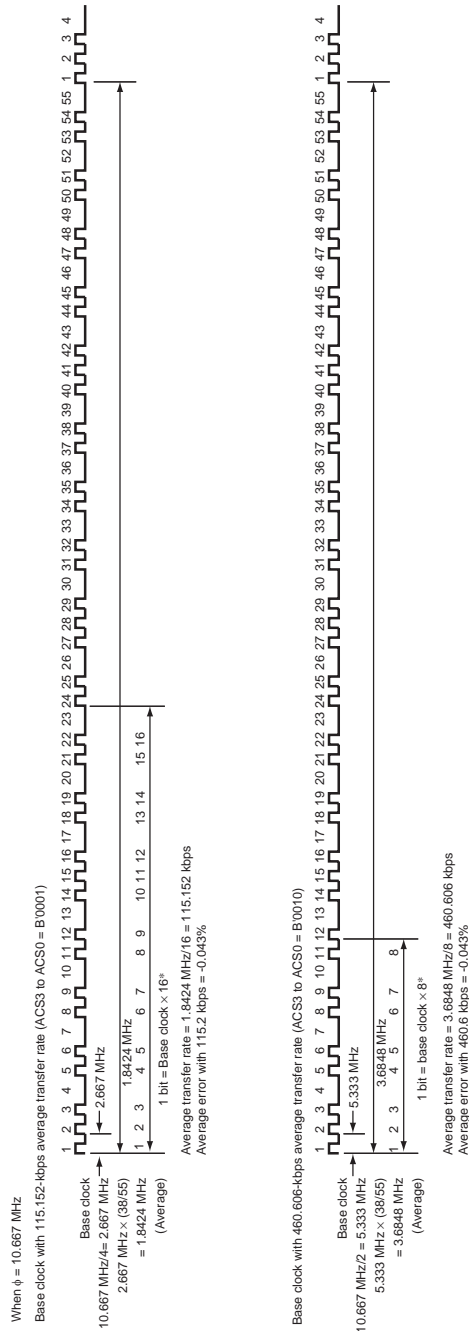 When ϕ = 10.667 MHz
Base clock with 115.152-kbps average transfer rate (ACS3 to ACS0 = B'0001)
1 2 3 4 5 6 7 8 9 10 11 12 13 14 15 16 17 18 19 20 21 22 23 24 25 26 27 28 29 30 31 32 33 34 35 36 37 38 39 40 41 42 43 44 45 46 47 48 49 50 51 52 53 54 55 1 2 3 4
Base clock
10.667 MHz/4= 2.667 MHz
2.667 MHz
2.667 MHz × (38/55)
= 1.8424 MHz
(Average)
1.8424 MHz
1 2 3 4 5 6 7 8 9 10 11 12 13 14 15 16
1 bit = Base clock × 16*
Average transfer rate = 1.8424 MHz/16 = 115.152 kbps
Average error with 115.2 kbps = -0.043%
Base clock with 460.606-kbps average transfer rate (ACS3 to ACS0 = B'0010)
1 2 3 4 5 6 7 8 9 10 11 12 13 14 15 16 17 18 19 20 21 22 23 24 25 26 27 28 29 30 31 32 33 34 35 36 37 38 39 40 41 42 43 44 45 46 47 48 49 50 51 52 53 54 55 1 2 3 4
Base clock
10.667 MHz/2 = 5.333 MHz
5.333 MHz
5.333 MHz × (38/55)
= 3.6848 MHz
(Average)
3.6848 MHz
1 2 3 4 5 6 7 8
1 bit = base clock × 8*
Average transfer rate = 3.6848 MHz/8 = 460.606 kbps
Average error with 460.6 kbps = -0.043%